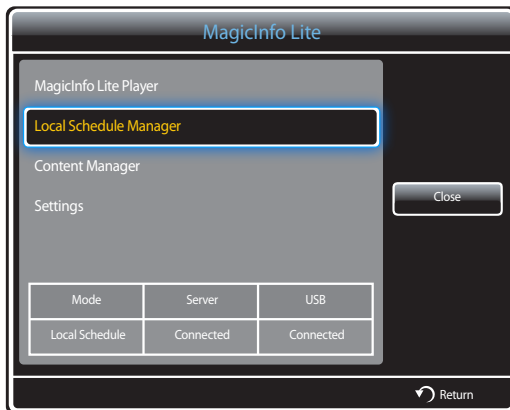 MagicInfo Lite
MagicInfo Lite Player
Local Schedule Manager
Content Manager
Settings
Close
Mode Server USB
Local Schedule Connected Connected
Return